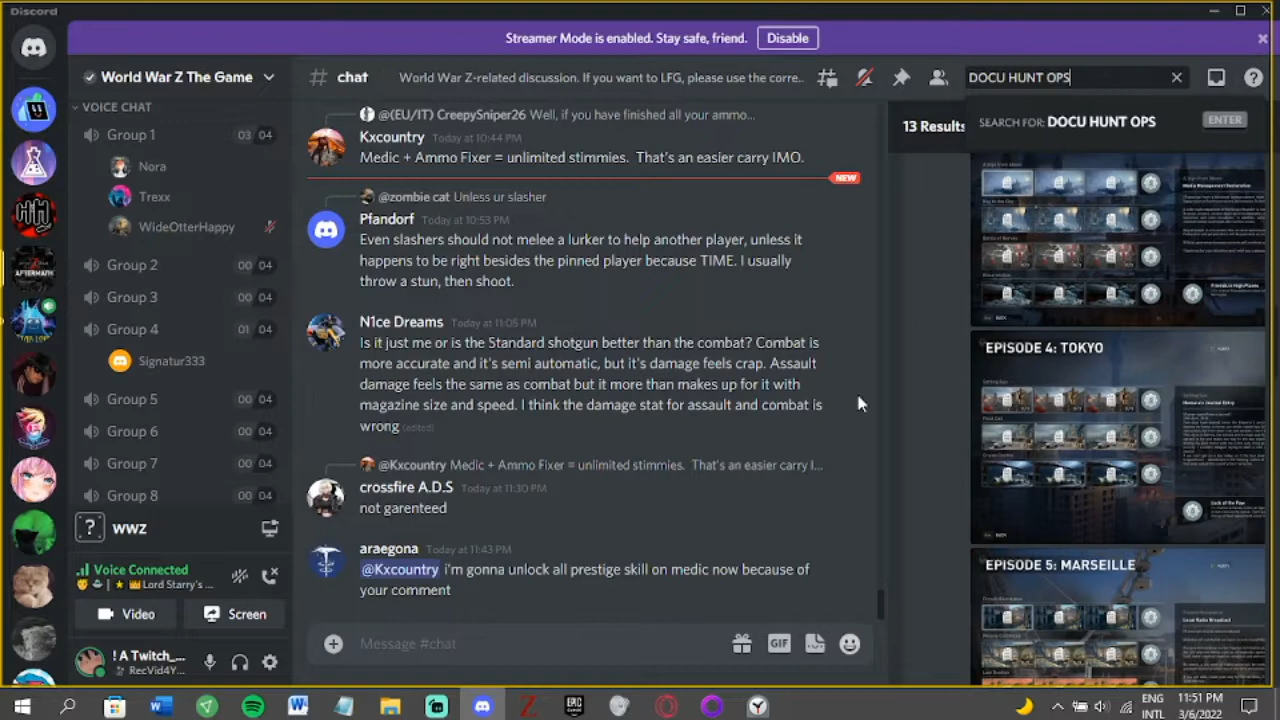 Discord
Streamer Mode is enabled. Stay safe, friend. Disable
World War Z The Game
# chat World War Z-related discussion. If you want to LFG, please use the corre...
DOCU HUNT OPS
VOICE CHAT
Group 1 03 04
Nora
Trexx
WideOtterHappy
Group 2 00 04
Group 3 00 04
Group 4 01 04
Signatur333
Group 5 00 04
Group 6 00 04
Group 7 00 04
Group 8 00 04
? WWZ
Voice Connected
Lord Starry's ...
Video
Screen
!A Twitch_...
RecVid4Y...
@(EU/IT) CreepySniper26 Well, if you have finished all your ammo...
Kxcountry Today at 10:44 PM
Medic + Ammo Fixer = unlimited stimmies. That's an easier carry IMO.
NEW
@zombie cat Unless slasher
Plandorf Today at 10:53 PM
Even slashers shouldn't melee a lurker to help another player, unless it
happens to be right beside the pinned player because TIME. I usually
throw a stun, then shoot.
N1ce Dreams Today at 11:05 PM
Is it just me or is the Standard shotgun better than the combat? Combat is
more accurate and it's semi automatic, but it's damage feels crap. Assault
damage feels the same as combat but it more than makes up for it with
magazine size and speed. I think the damage stat for assault and combat is
wrong (edited)
@Kxcountry Medic + Ammo Fixer = unlimited stimmies. That's an easier carry I...
crossfire A.D.S Today at 11:30 PM
not garenteed
araegona Today at 11:43 PM
@Kxcountry i'm gonna unlock all prestige skill on medic now because of
your comment
Message #chat
GIF
13 Results
SEARCH FOR: DOCU HUNT OPS ENTER
EPISODE 4: TOKYO
EPISODE 5: MARSEILLE
ENG
INTL
11:51 PM
3/6/2022